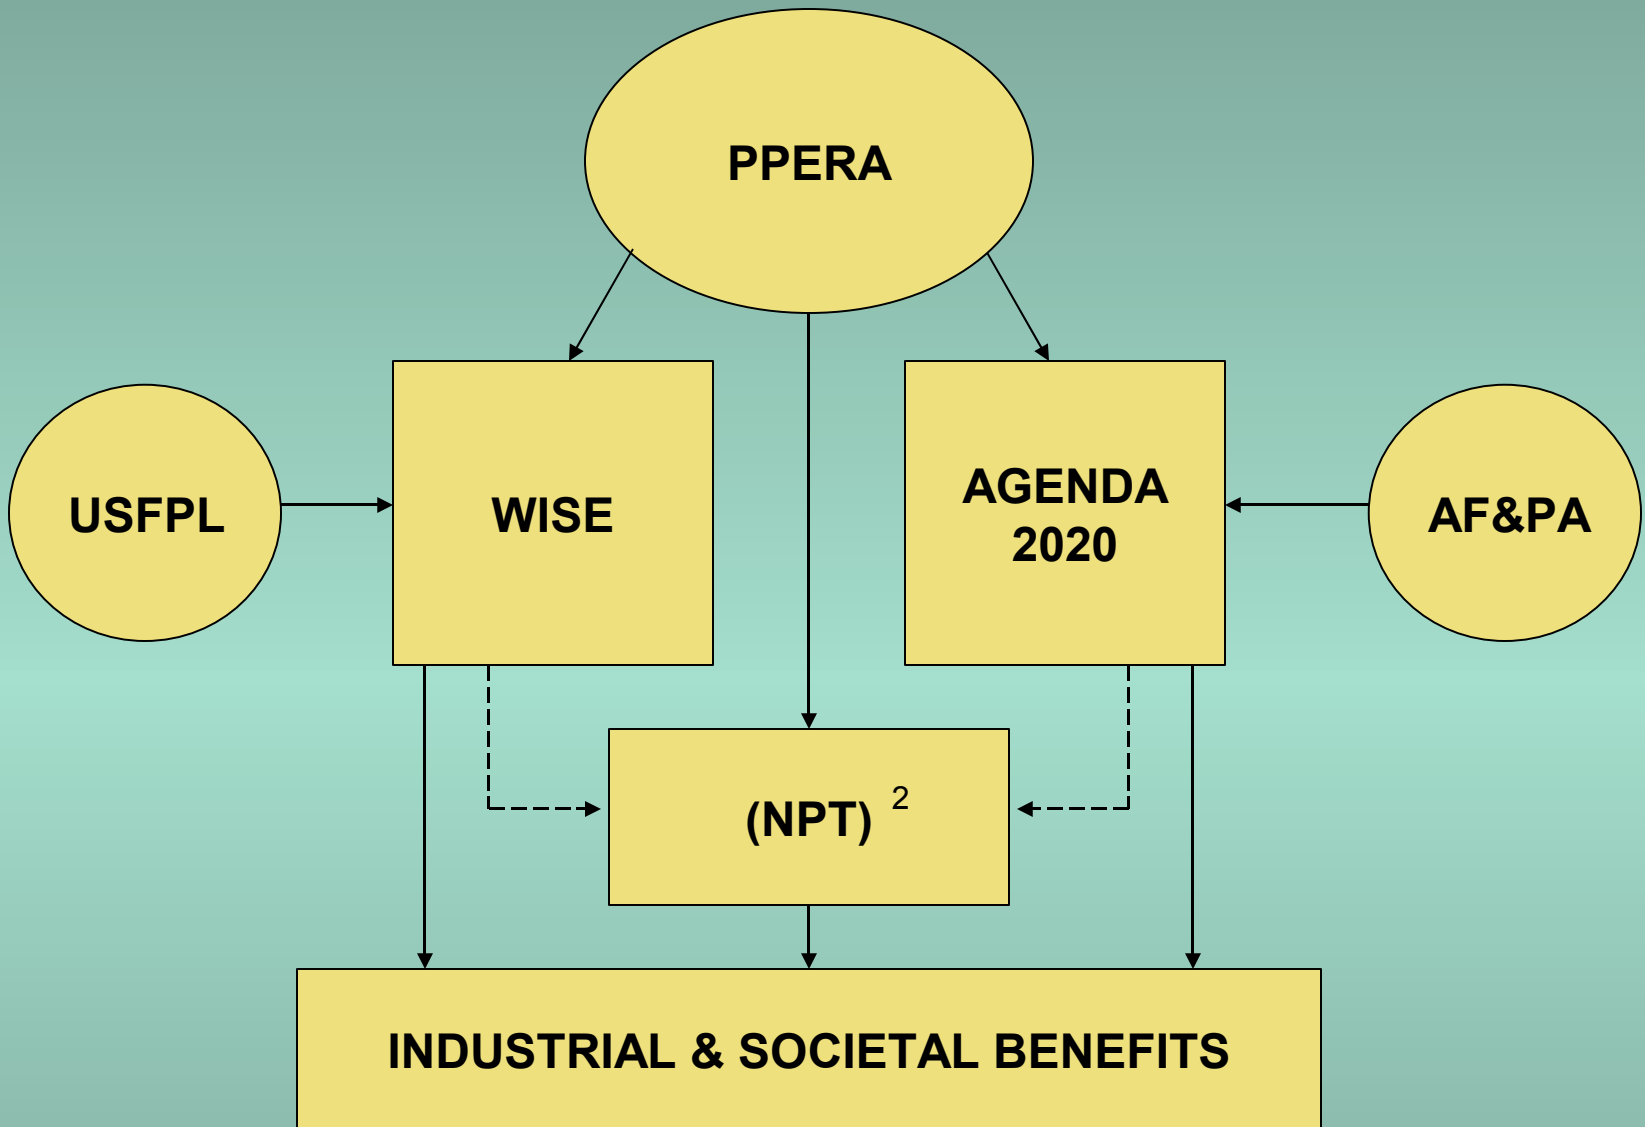 PPERA
USFPL
WISE
AGENDA
2020
AF&PA
(NPT) 2
INDUSTRIAL & SOCIETAL BENEFITS